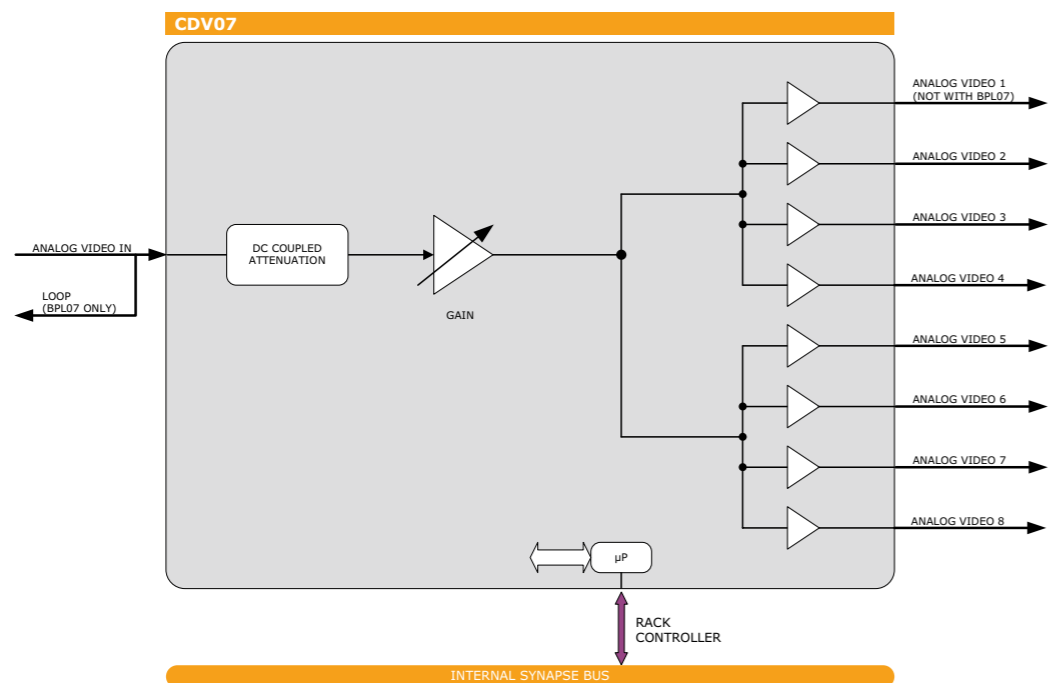 CDV07
ANALOG VIDEO IN
LOOP
(BPL07 ONLY)
DC COUPLED
ATTENUATION
GAIN
ANALOG VIDEO 1
(NOT WITH BPL07)
ANALOG VIDEO 2
ANALOG VIDEO 3
ANALOG VIDEO 4
ANALOG VIDEO 5
ANALOG VIDEO 6
ANALOG VIDEO 7
ANALOG VIDEO 8
µP
RACK
CONTROLLER
INTERNAL SYNAPSE BUS